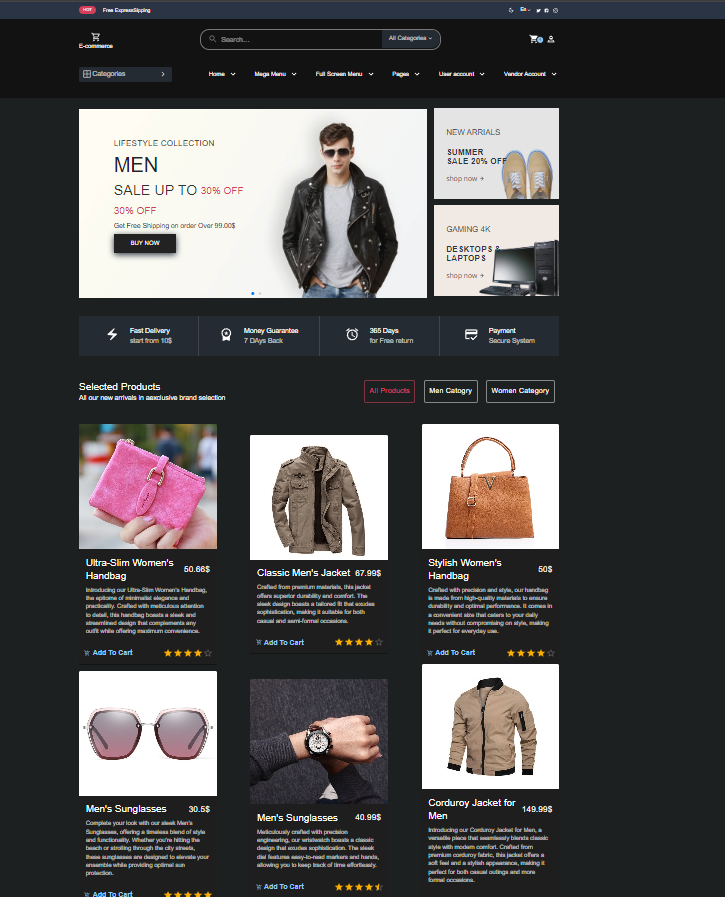 HOT Free ExpressSipping
En
E-commerce
Search....
All Categories
Categories
Home Mega Menu Full Screen Menu Pages User account Vendor Account
LIFESTYLE COLLECTION
MEN
SALE UP TO 30% OFF
30% OFF
Get Free Shipping on order Over 99.00$
BUY NOW
NEW ARRIALS
SUMMER
SALE 20% OFF
shop now
GAMING 4K
DESKTOPS &
LAPTOPS
shop now
Fast Delivery
start from 10$
Money Guarantee
7 DAys Back
365 Days
for Free return
Payment
Secure System
Selected Products
All our new arrivals in aexclusive brand selection
All Products
Men Catogry
Women Category
Ultra-Slim Women's
Handbag
50.66$
Introducing our Ultra-Slim Women's Handbag,
the epitome of minimalist elegance and
practicality. Crafted with meticulous attention
to detail, this handbag boasts a sleek and
streamlined design that complements any
outfit while offering maximum convenience.
Add To Cart
Classic Men's Jacket 67.99$
Crafted from premium materials, this jacket
offers superior durability and comfort. The
sleek design boasts a tailored fit that exudes
sophistication, making it suitable for both
casual and semi-formal occasions.
Add To Cart
Stylish Women's
Handbag
50$
Crafted with precision and style, our handbag
is made from high-quality materials to ensure
durability and optimal performance. It comes in
a convenient size that caters to your daily
needs without compromising on style, making
it perfect for everyday use.
Add To Cart
Men's Sunglasses 30.5$
Complete your look with our sleek Men's
Sunglasses, offering a timeless blend of style
and functionality. Whether you're hitting the
beach or strolling through the city streets,
these sunglasses are designed to elevate your
ensemble while providing optimal sun
protection.
Add To Cart
Men's Sunglasses 40.99$
Meticulously crafted with precision
engineering, our wristwatch boasts a classic
design that exudes sophistication. The sleek
dial features easy-to-read markers and hands,
allowing you to keep track of time effortlessly.
Add To Cart
Corduroy Jacket for
Men
149.99$
Introducing our Corduroy Jacket for Men, a
versatile piece that seamlessly blends classic
style with modern comfort. Crafted from
premium corduroy fabric, this jacket offers a
soft feel and a stylish appearance, making it
perfect for both casual outings and more
formal occasions.